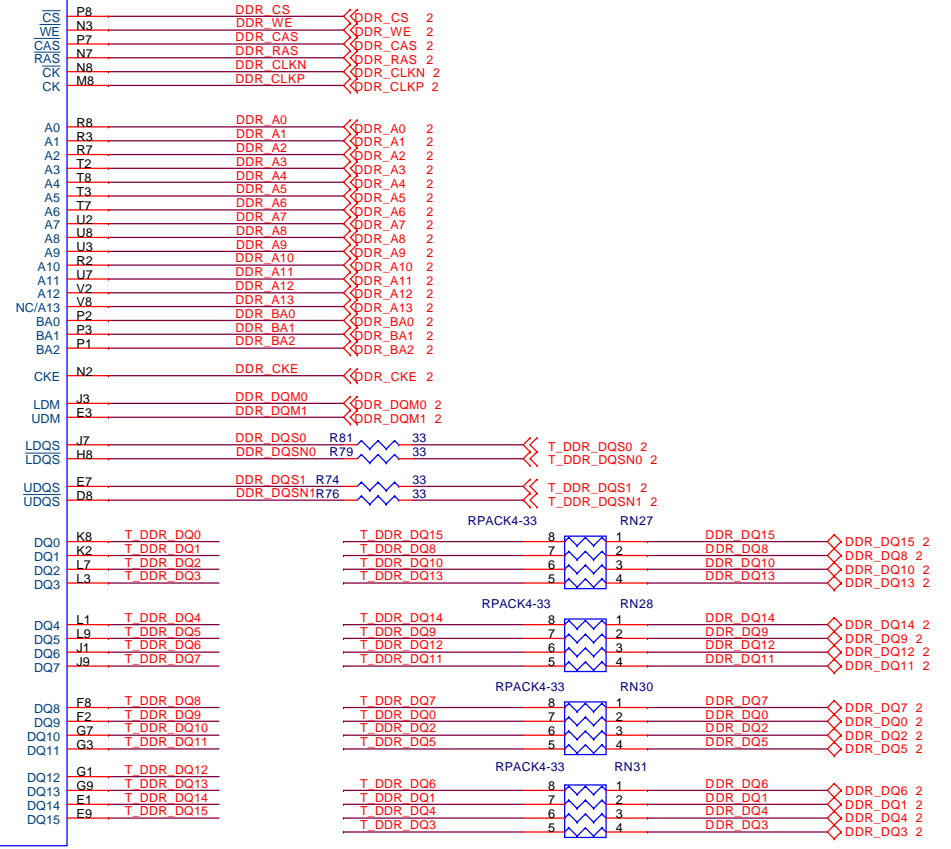 CS P8 DDR_CS DDR_CS 2
WE N3 DDR_WE DDR_WE 2
CAS P7 DDR_CAS DDR_CAS 2
RAS N7 DDR_RAS DDR_RAS 2
CK N8 DDR_CLKN DDR_CLKN 2
CK M8 DDR_CLKP DDR_CLKP 2
A0 R8 DDR_A0 DDR_A0 2
A1 R3 DDR_A1 DDR_A1 2
A2 R7 DDR_A2 DDR_A2 2
A3 T2 DDR_A3 DDR_A3 2
A4 T8 DDR_A4 DDR_A4 2
A5 T3 DDR_A5 DDR_A5 2
A6 T7 DDR_A6 DDR_A6 2
A7 U2 DDR_A7 DDR_A7 2
A8 U8 DDR_A8 DDR_A8 2
A9 U3 DDR_A9 DDR_A9 2
A10 R2 DDR_A10 DDR_A10 2
A11 U7 DDR_A11 DDR_A11 2
A12 V2 DDR_A12 DDR_A12 2
NC/A13 V8 DDR_A13 DDR_A13 2
BA0 P2 DDR_BA0 DDR_BA0 2
BA1 P3 DDR_BA1 DDR_BA1 2
BA2 P1 DDR_BA2 DDR_BA2 2
CKE N2 DDR_CKE DDR_CKE 2
LDM J3 DDR_DQM0 DDR_DQM0 2
UDM E3 DDR_DQM1 DDR_DQM1 2
LDQS J7 DDR_DQS0 R81 33 T_DDR_DQS0 2
LDQS H8 DDR_DQSN0 R79 33 T_DDR_DQSN0 2
UDQS E7 DDR_DQS1 R74 33 T_DDR_DQS1 2
UDQS D8 DDR_DQSN1 R76 33 T_DDR_DQSN1 2
RPACK4-33 RN27
DQ0 K8 T_DDR_DQ0 T_DDR_DQ15 8 1 DDR_DQ15 DDR_DQ15 2
DQ1 K2 T_DDR_DQ1 T_DDR_DQ8 7 2 DDR_DQ8 DDR_DQ8 2
DQ2 L7 T_DDR_DQ2 T_DDR_DQ10 6 3 DDR_DQ10 DDR_DQ10 2
DQ3 L3 T_DDR_DQ3 T_DDR_DQ13 5 4 DDR_DQ13 DDR_DQ13 2
RPACK4-33 RN28
DQ4 L1 T_DDR_DQ4 T_DDR_DQ14 8 1 DDR_DQ14 DDR_DQ14 2
DQ5 L9 T_DDR_DQ5 T_DDR_DQ9 7 2 DDR_DQ9 DDR_DQ9 2
DQ6 J1 T_DDR_DQ6 T_DDR_DQ12 6 3 DDR_DQ12 DDR_DQ12 2
DQ7 J9 T_DDR_DQ7 T_DDR_DQ11 5 4 DDR_DQ11 DDR_DQ11 2
RPACK4-33 RN30
DQ8 F8 T_DDR_DQ8 T_DDR_DQ7 8 1 DDR_DQ7 DDR_DQ7 2
DQ9 F2 T_DDR_DQ9 T_DDR_DQ0 7 2 DDR_DQ0 DDR_DQ0 2
DQ10 G7 T_DDR_DQ10 T_DDR_DQ2 6 3 DDR_DQ2 DDR_DQ2 2
DQ11 G3 T_DDR_DQ11 T_DDR_DQ5 5 4 DDR_DQ5 DDR_DQ5 2
RPACK4-33 RN31
DQ12 G1 T_DDR_DQ12
DQ13 G9 T_DDR_DQ13 T_DDR_DQ6 8 1 DDR_DQ6 DDR_DQ6 2
DQ14 E1 T_DDR_DQ14 T_DDR_DQ1 7 2 DDR_DQ1 DDR_DQ1 2
DQ15 E9 T_DDR_DQ15 T_DDR_DQ4 6 3 DDR_DQ4 DDR_DQ4 2
T_DDR_DQ3 5 4 DDR_DQ3 DDR_DQ3 2